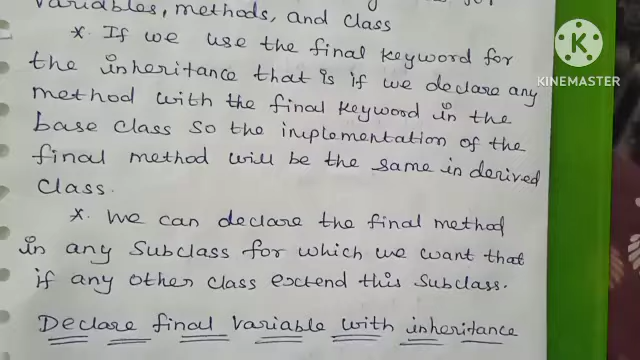 variables, methods, and class
* If we use the final keyword for
the inheritance that is if we declare any
method with the final keyword in the
base class so the implementation of the
final method will be the same in derived
class.
* We can declare the final method
in any subclass for which we want that
if any other class extend this subclass.
Declare final variable with inheritance
K
KINEMASTER